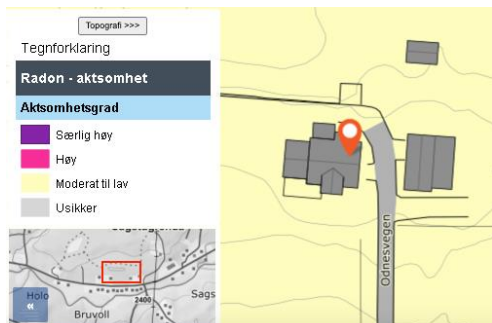 Topografi >>>
Tegnforklaring
Radon - aktsomhet
Aktsomhetsgrad
Særlig høy
Høy
Moderat til lav
Usikker
Holo
«
Bruvoll
2400
Sags
Odnesvegen